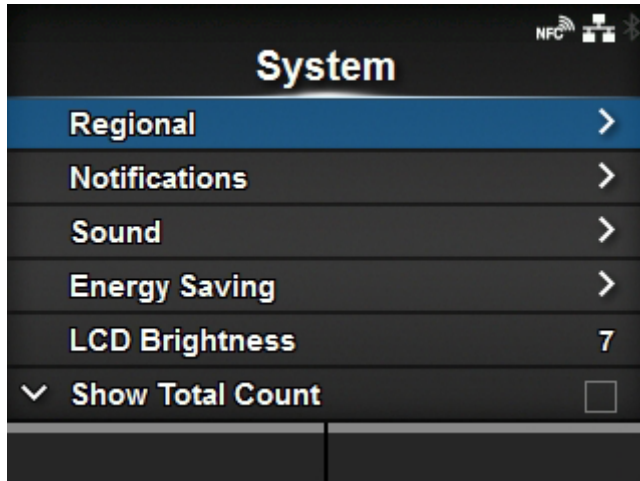 NFC
System
Regional
Notifications
Sound
Energy Saving
LCD Brightness 7
Show Total Count